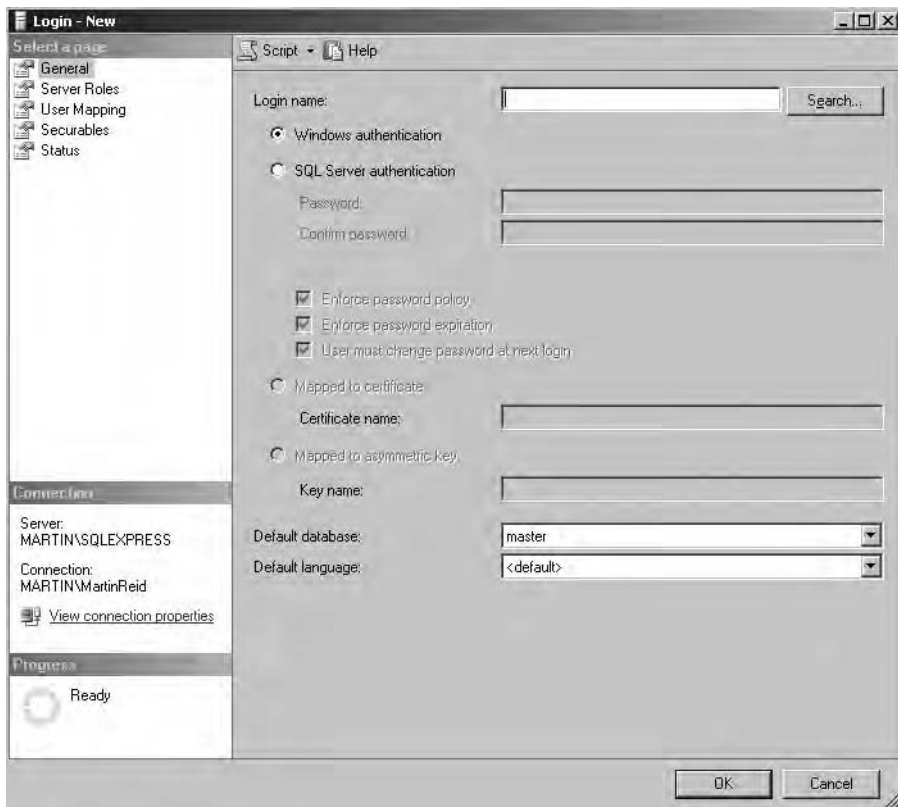 Login - New
Select a page
General
Server Roles
User Mapping
Securables
Status
Script Help
Login name: Search...
Windows authentication
SQL Server authentication
Password:
Confirm password:
Enforce password policy
Enforce password expiration
User must change password at next login
Mapped to certificate
Certificate name:
Mapped to asymmetric key
Key name:
Default database: master
Default language: <default>
Connection
Server:
MARTIN\SQLEXPRESS
Connection:
MARTIN\MartinReid
View connection properties
Progress
Ready
OK Cancel